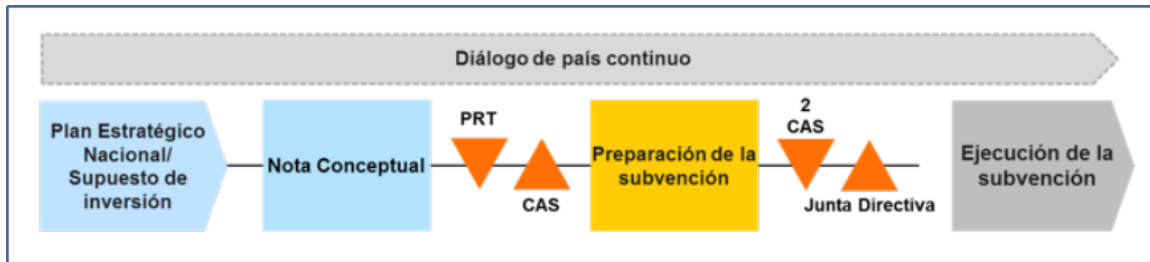 Diálogo de país continuo
Plan Estratégico
Nacional/
Supuesto de
inversión
Nota Conceptual
PRT
CAS
Preparación de la
subvención
2
CAS
Junta Directiva
Ejecución de la
subvención